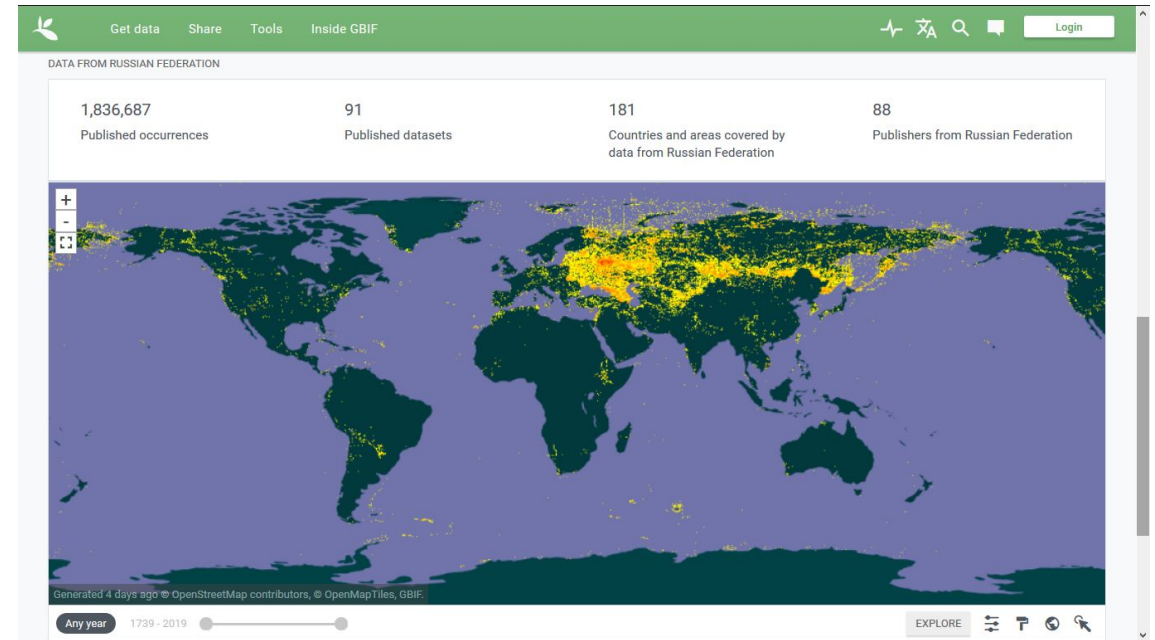 Get data Share Tools Inside GBIF Login
DATA FROM RUSSIAN FEDERATION
1,836,687 91 181 88
Published occurrences Published datasets Countries and areas covered by Publishers from Russian Federation
data from Russian Federation
+
-
Generated 4 days ago © OpenStreetMap contributors, © OpenMapTiles, GBIF.
Any year 1739 - 2019 EXPLORE